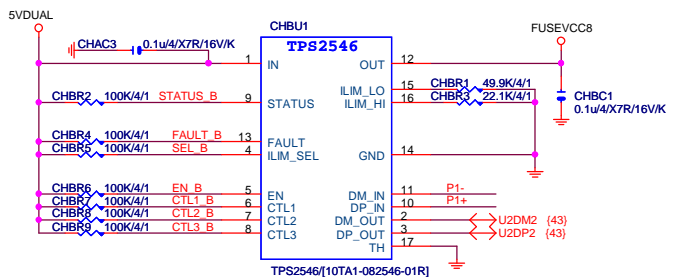 5VDUAL
CHBU1
FUSEVCC8
CHAC3
0.1u/4/X7R/16V/K
TPS2546
1
IN
OUT
12
CHBR2
100K/4/1
STATUS_B
9
STATUS
ILIM_LO
15
CHBR1
49.9K/4/1
ILIM_HI
16
CHBR3
22.1K/4/1
CHBC1
0.1u/4/X7R/16V/K
CHBR4
100K/4/1
FAULT_B
13
FAULT
CHBR5
100K/4/1
SEL_B
4
ILIM_SEL
GND
14
CHBR6
100K/4/1
EN_B
5
EN
DM_IN
11
P1-
CHBR7
100K/4/1
CTL1_B
6
CTL1
DP_IN
10
P1+
CHBR8
100K/4/1
CTL2_B
7
CTL2
DM_OUT
2
U2DM2 {43}
CHBR9
100K/4/1
CTL3_B
8
CTL3
DP_OUT
3
U2DP2 {43}
TH
17
TPS2546/[10TA1-082546-01R]